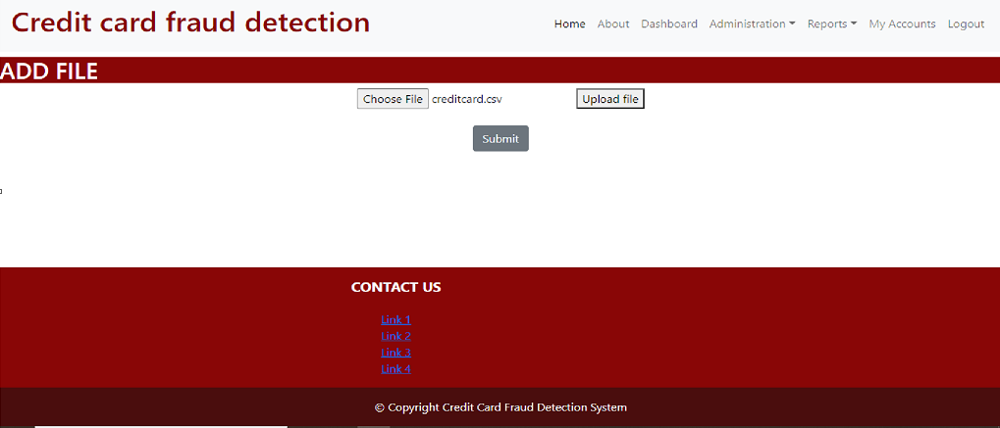 Credit card fraud detection
Home About Dashboard Administration Reports My Accounts Logout
ADD FILE
Choose File creditcard.csv Upload file
Submit
CONTACT US
Link 1
Link 2
Link 3
Link 4
© Copyright Credit Card Fraud Detection System